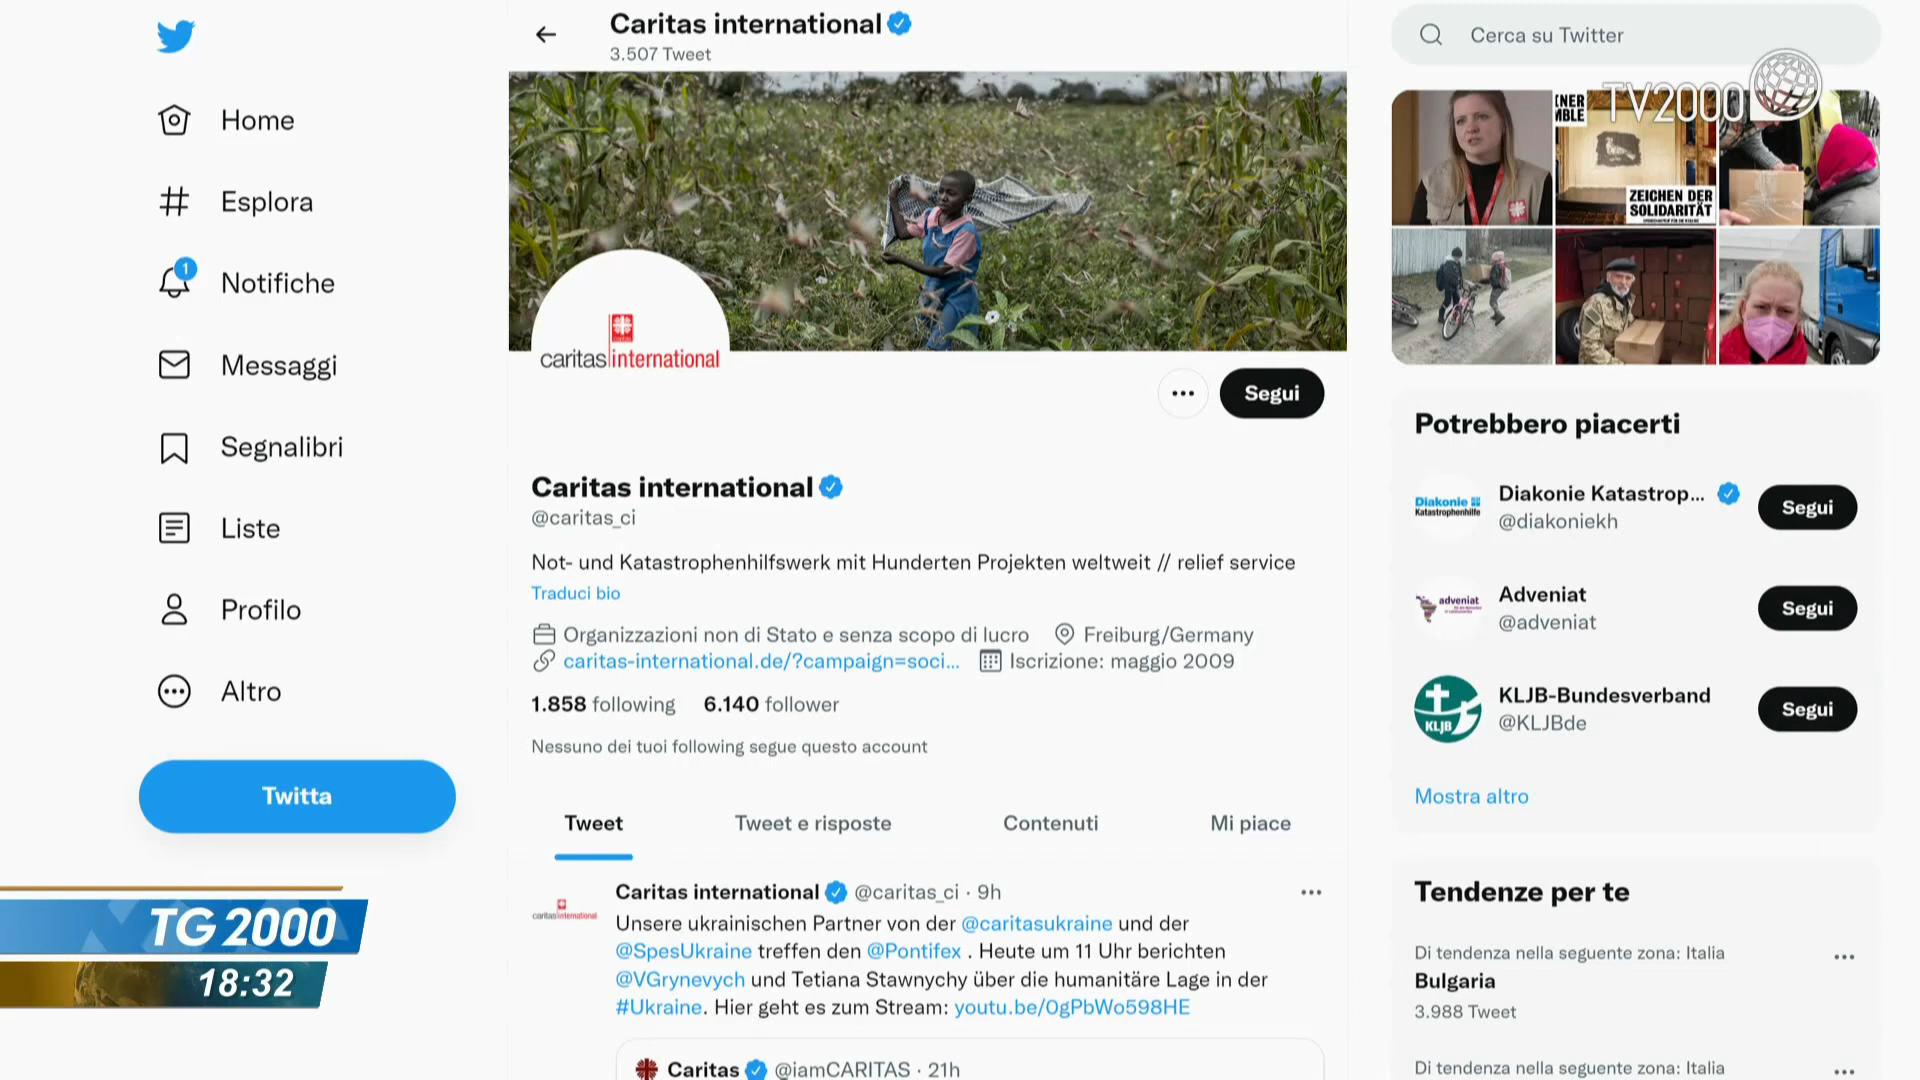 Caritas international
3.507 Tweet
Home
Esplora
1
Notifiche
Messaggi
Segnalibri
Liste
Profilo
Altro
Twitta
TG 2000
18:32
caritas international
Segui
Caritas international
@caritas_ci
Not- und Katastrophenhilfswerk mit Hunderten Projekten weltweit // relief service
Traduci bio
Organizzazioni non di Stato e senza scopo di lucro Freiburg/Germany
caritas-international.de/?campaign=soci... Iscrizione: maggio 2009
1.858 following 6.140 follower
Nessuno dei tuoi following segue questo account
Tweet Tweet e risposte Contenuti Mi piace
caritas international
Caritas international @caritas_ci · 9h
Unsere ukrainischen Partner von der @caritasukraine und der
@SpesUkraine treffen den @Pontifex . Heute um 11 Uhr berichten
@VGrynevych und Tetiana Stawnychy über die humanitäre Lage in der
#Ukraine. Hier geht es zum Stream: youtu.be/0gPbWo598HE
Caritas @iamCARITAS · 21h
Cerca su Twitter
TV2000
ZEICHEN DER
SOLIDARITÄT
Potrebbero piacerti
Diakonie
Katastrophenhilfe
Diakonie Katastrop...
@diakoniekh
Segui
adveniat
Adveniat
@adveniat
Segui
KLJB
KLJB-Bundesverband
@KLJBde
Segui
Mostra altro
Tendenze per te
Di tendenza nella seguente zona: Italia
Bulgaria
3.988 Tweet
Di tendenza nella seguente zona: Italia